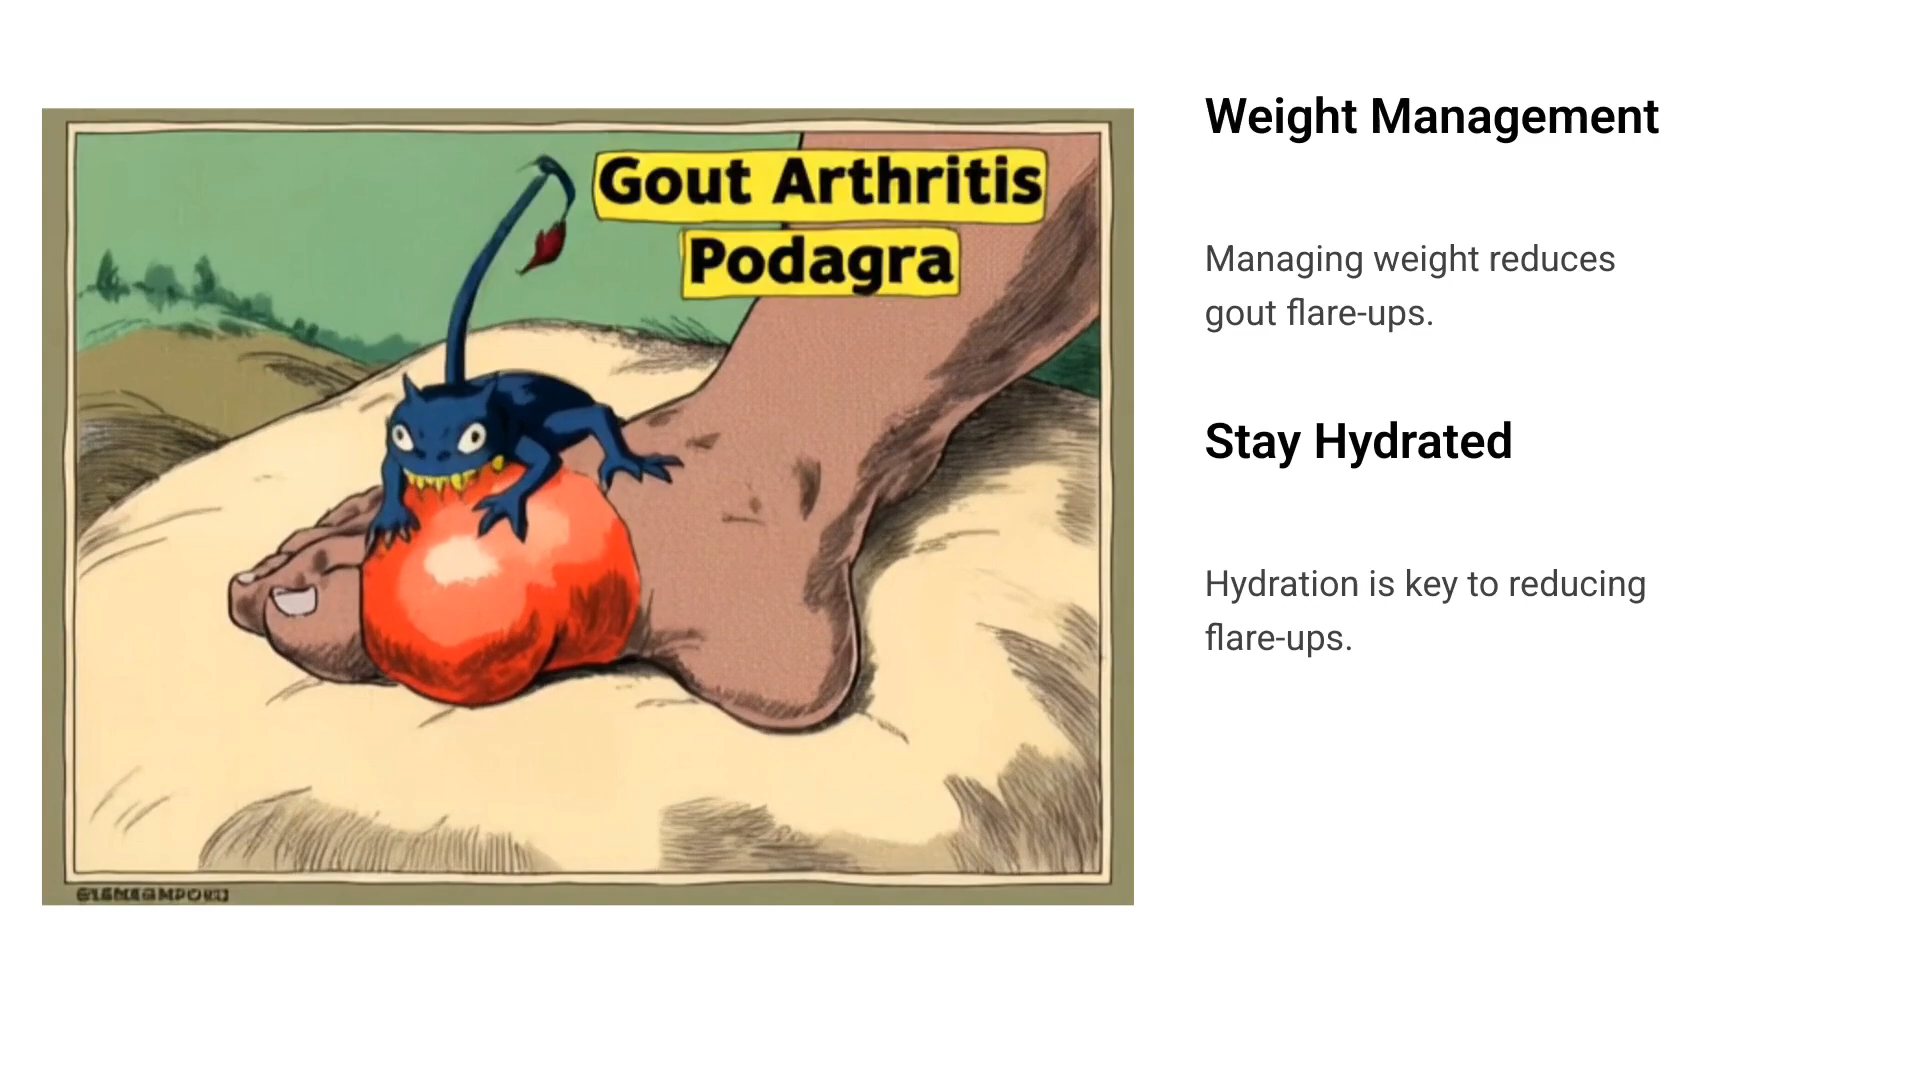 Gout Arthritis
Podagra
Weight Management
Managing weight reduces
gout flare-ups.
Stay Hydrated
Hydration is key to reducing
flare-ups.